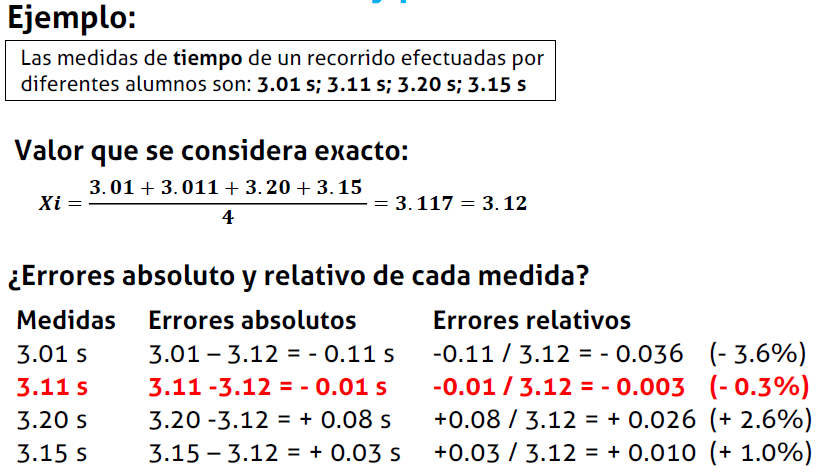 Ejemplo:
Las medidas de tiempo de un recorrido efectuadas por
diferentes alumnos son: 3.01 s; 3.11 s; 3.20 s; 3.15 s
Valor que se considera exacto:
Xi = (3.01 + 3.011 + 3.20 + 3.15) / 4 = 3.117 = 3.12
¿Errores absoluto y relativo de cada medida?
Medidas Errores absolutos Errores relativos
3.01 s 3.01 – 3.12 = - 0.11 s -0.11 / 3.12 = - 0.036 (- 3.6%)
3.11 s 3.11 -3.12 = - 0.01 s -0.01 / 3.12 = - 0.003 (- 0.3%)
3.20 s 3.20 -3.12 = + 0.08 s +0.08 / 3.12 = + 0.026 (+ 2.6%)
3.15 s 3.15 – 3.12 = + 0.03 s +0.03 / 3.12 = + 0.010 (+ 1.0%)